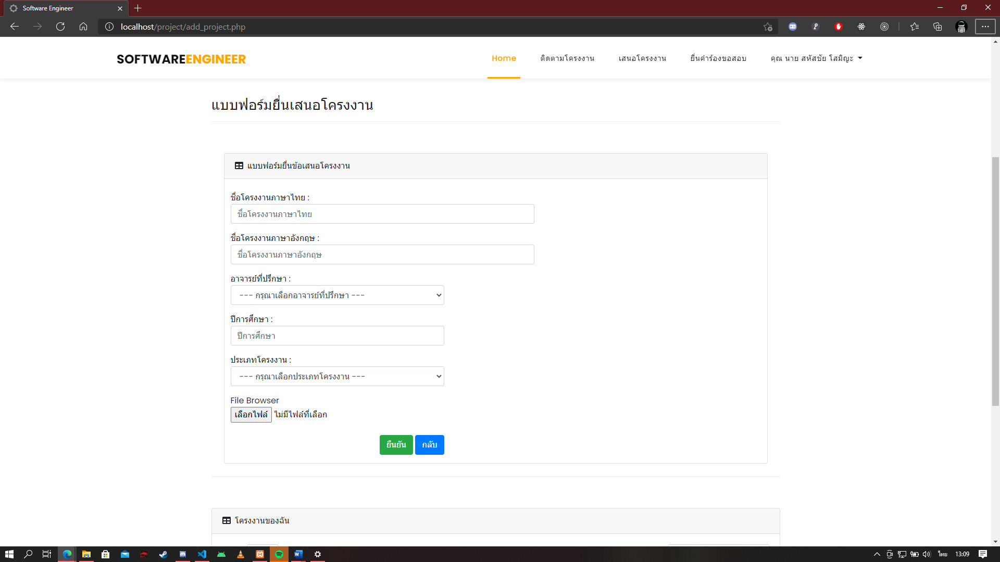 Software Engineer
localhost/project/add_project.php
SOFTWAREENGINEER
Home
ติดตามโครงงาน
เสนอโครงงาน
ยื่นคำร้องขอสอบ
คุณ นาย สหัสชัย โสมิญะ
แบบฟอร์มยื่นเสนอโครงงาน
แบบฟอร์มยื่นข้อเสนอโครงงาน
ชื่อโครงงานภาษาไทย :
ชื่อโครงงานภาษาไทย
ชื่อโครงงานภาษาอังกฤษ :
ชื่อโครงงานภาษาอังกฤษ
อาจารย์ที่ปรึกษา :
--- กรุณาเลือกอาจารย์ที่ปรึกษา ---
ปีการศึกษา :
ปีการศึกษา
ประเภทโครงงาน :
--- กรุณาเลือกประเภทโครงงาน ---
File Browser
เลือกไฟล์ ไม่มีไฟล์ที่เลือก
ยืนยัน
กลับ
โครงงานของฉัน
ไทย
13:09